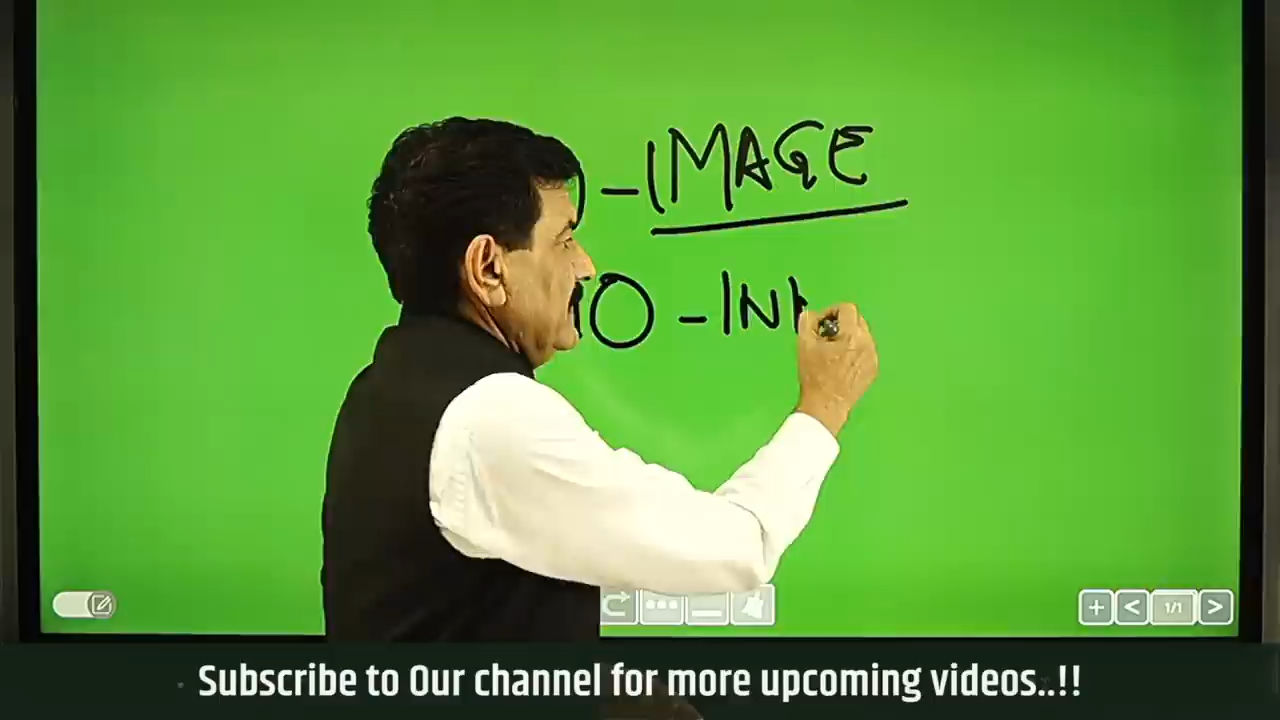 - IMAGE
O - IN
1/1
Subscribe to Our channel for more upcoming videos..!!